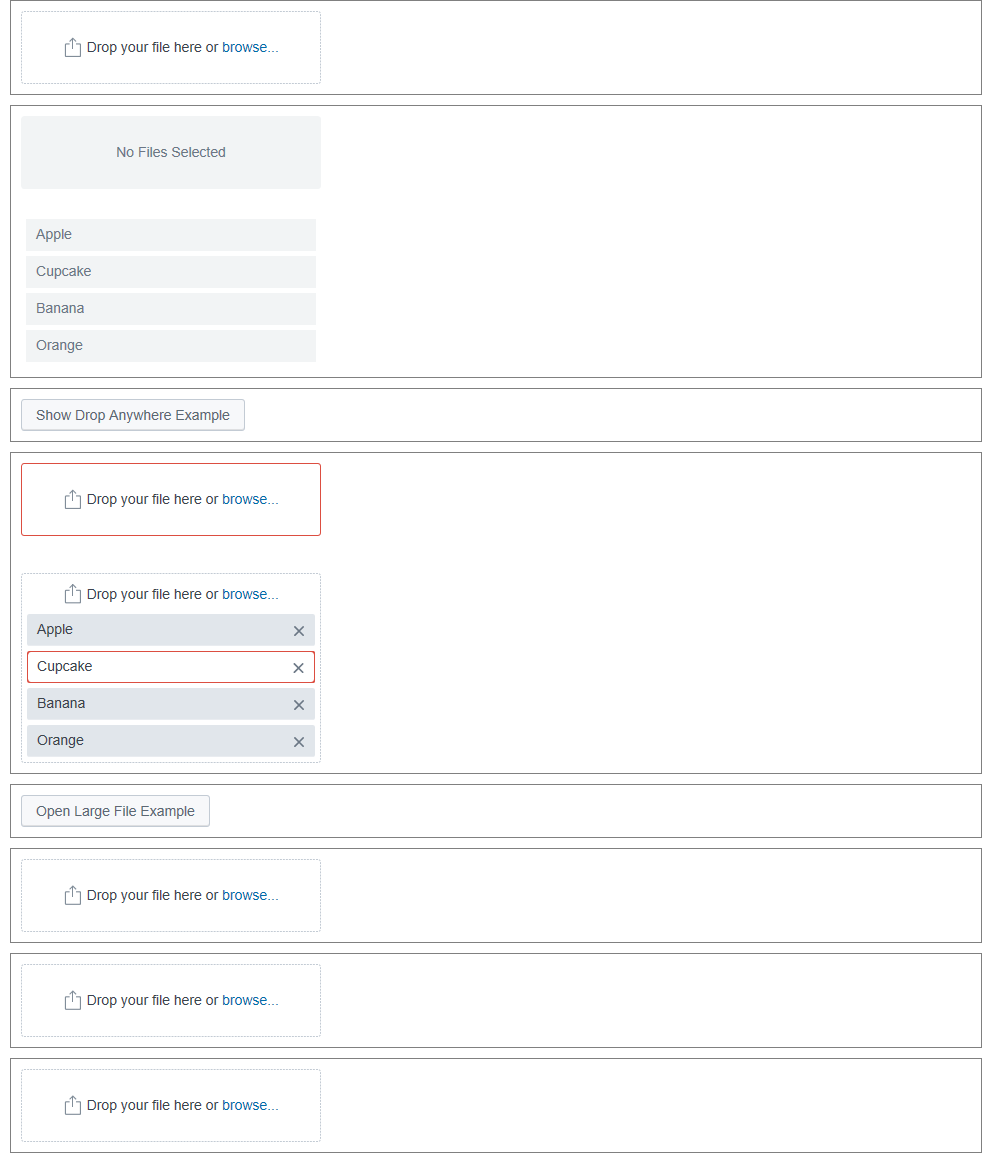 Drop your file here or browse...
No Files Selected
Apple
Cupcake
Banana
Orange
Show Drop Anywhere Example
Drop your file here or browse...
Drop your file here or browse...
Apple
Cupcake
Banana
Orange
Open Large File Example
Drop your file here or browse...
Drop your file here or browse...
Drop your file here or browse...